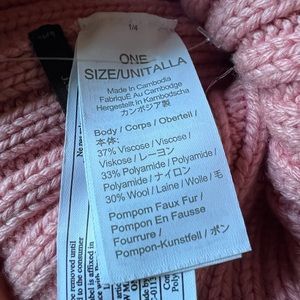 1/4
ONE
SIZE/UNITALLA
Made in Cambodia
FabriquÉ Au Cambodge
Hergestellt in Kambodscha
カンボジア製
Body / Corps / Obertell /
本体:
37% Viscose / Viscose /
Viskose / レーヨン
33% Polyamide / Polyamide /
Polyamide / ナイロン
30% Wool / Laine / Wolle / 毛
Pompom Faux Fur /
Pompon En Fausse
Fourrure /
Pompon-Kunstfell / ポン